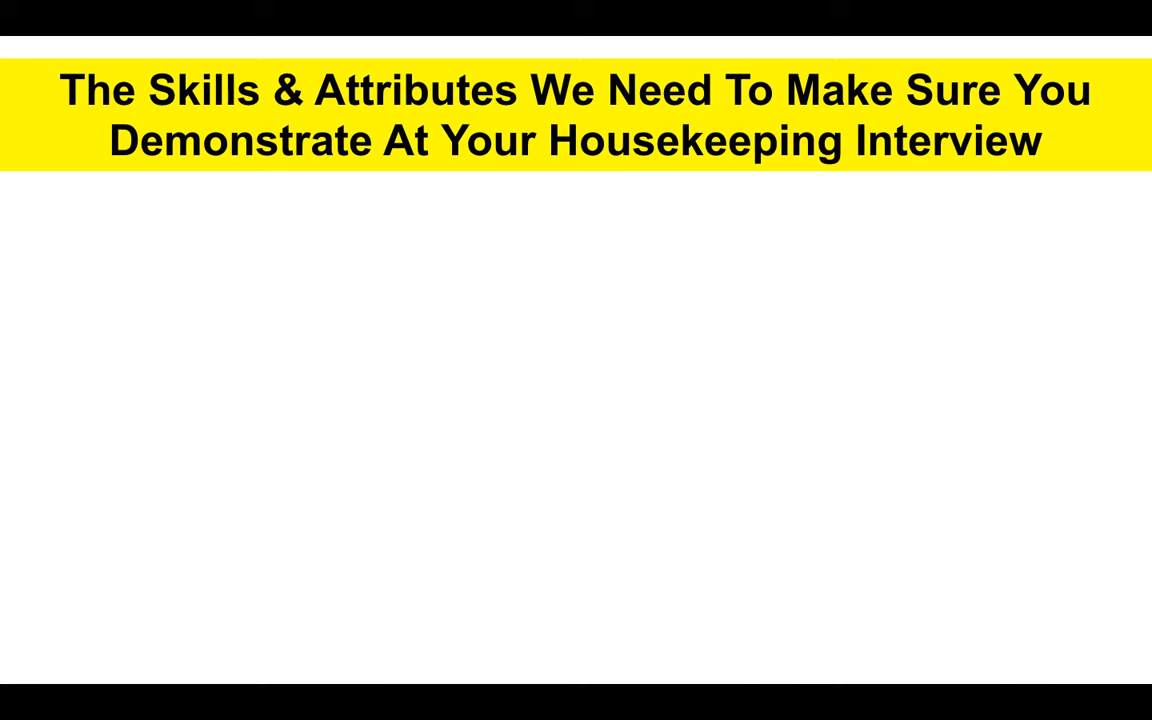 The Skills & Attributes We Need To Make Sure You
Demonstrate At Your Housekeeping Interview